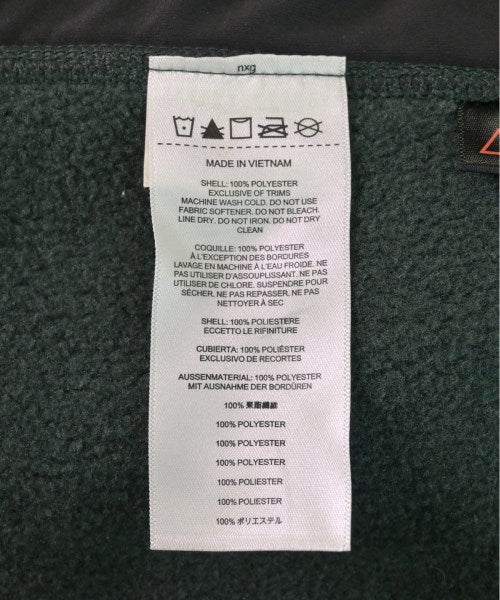 nxg
MADE IN VIETNAM
SHELL: 100% POLYESTER
EXCLUSIVE OF TRIMS
MACHINE WASH COLD. DO NOT USE
FABRIC SOFTENER. DO NOT BLEACH.
LINE DRY. DO NOT IRON. DO NOT DRY
CLEAN
COQUILLE: 100% POLYESTER
À L'EXCEPTION DES BORDURES
LAVAGE EN MACHINE À L'EAU FROIDE. NE
PAS UTILISER D'ASSOUPLISSANT. NE PAS
UTILISER DE CHLORE. SUSPENDRE POUR
SÉCHER. NE PAS REPASSER. NE PAS
NETTOYER À SEC
SHELL: 100% POLIESTERE
ECCETTO LE RIFINITURE
CUBIERTA: 100% POLIÉSTER
EXCLUSIVO DE RECORTES
AUSSENMATERIAL: 100% POLYESTER
MIT AUSNAHME DER BORDÜREN
100% 聚酯纖維
100% POLYESTER
100% POLYESTER
100% POLYESTER
100% POLIESTER
100% POLYESTER
100% ポリエステル